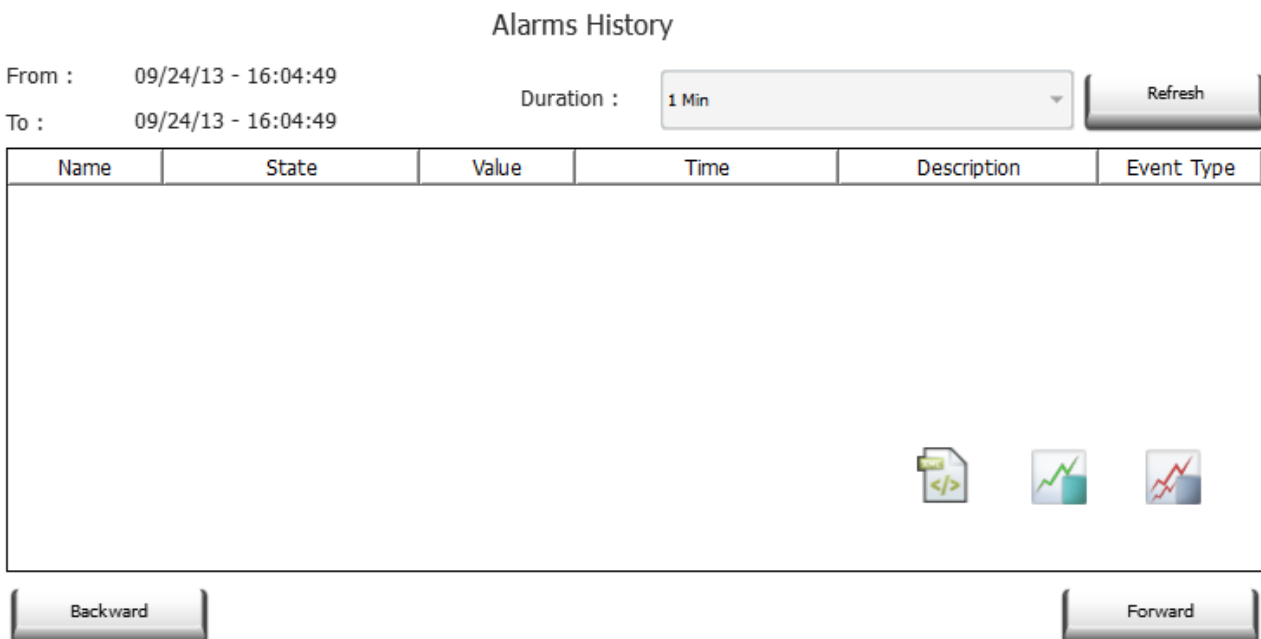 Alarms History
From : 09/24/13 - 16:04:49
Duration : 1 Min Refresh
To : 09/24/13 - 16:04:49
Name State Value Time Description Event Type
</>
Backward Forward